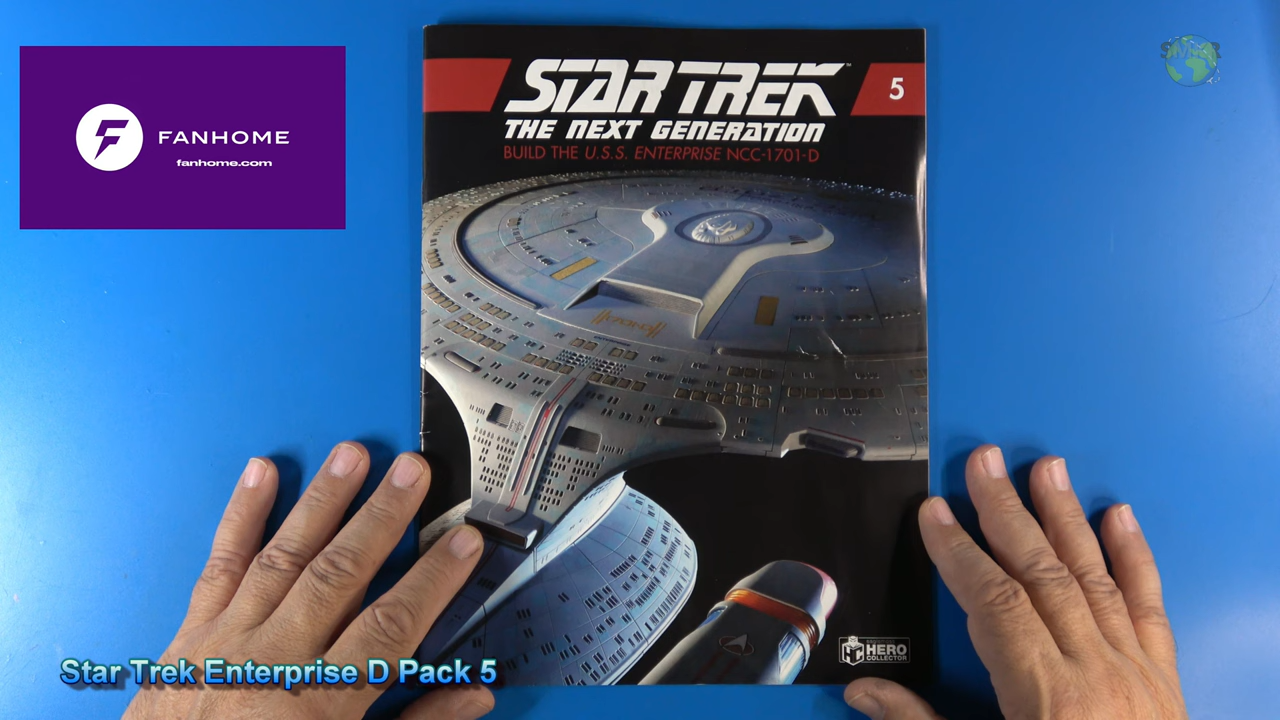 FANHOME
fanhome.com
STAR TREK™
THE NEXT GENERATION
BUILD THE U.S.S. ENTERPRISE NCC-1701-D
5
HERO
COLLECTOR
Star Trek Enterprise D Pack 5